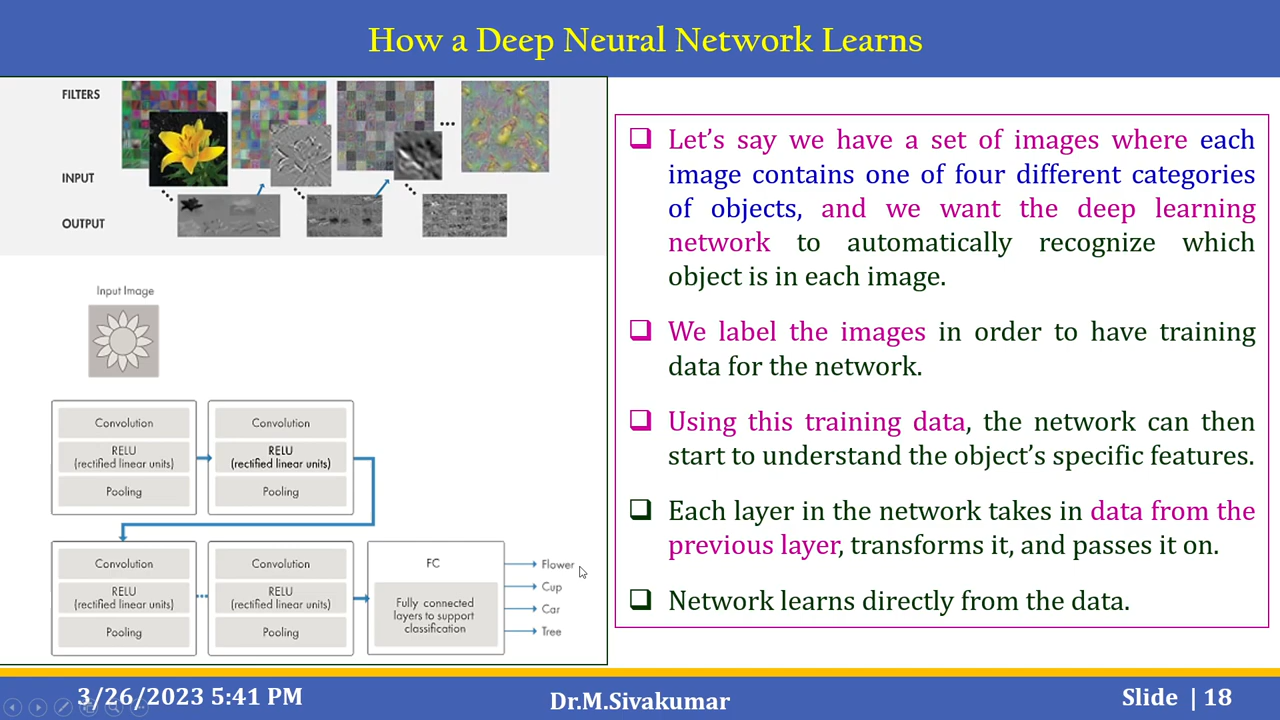 How a Deep Neural Network Learns
FILTERS
INPUT
OUTPUT
Input Image
Convolution
RELU
(rectified linear units)
Pooling
Convolution
RELU
(rectified linear units)
Pooling
Convolution
RELU
(rectified linear units)
Pooling
Convolution
RELU
(rectified linear units)
Pooling
FC
Fully connected
layers to support
classification
Flower
Cup
Car
Tree
Let's say we have a set of images where each
image contains one of four different categories
of objects, and we want the deep learning
network to automatically recognize which
object is in each image.
We label the images in order to have training
data for the network.
Using this training data, the network can then
start to understand the object's specific features.
Each layer in the network takes in data from the
previous layer, transforms it, and passes it on.
Network learns directly from the data.
3/26/2023 5:41 PM
Dr.M.Sivakumar
Slide | 18